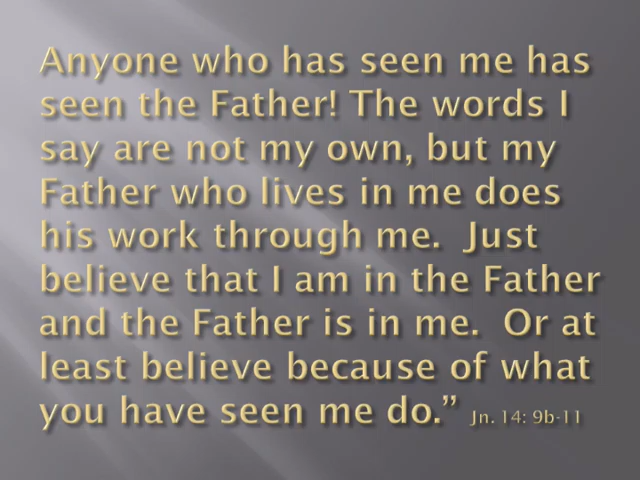 Anyone who has seen me has
seen the Father! The words I
say are not my own, but my
Father who lives in me does
his work through me.  Just
believe that I am in the Father
and the Father is in me.  Or at
least believe because of what
you have seen me do.” Jn. 14: 9b-11